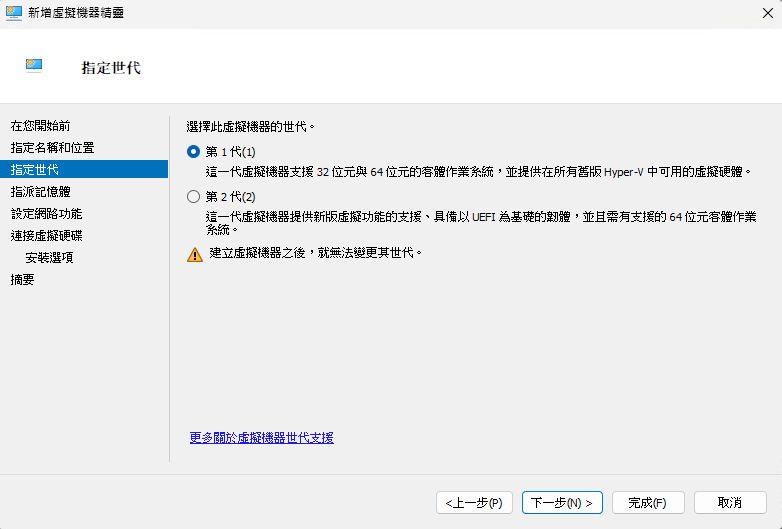 新增虛擬機器精靈
指定世代
在您開始前
指定名稱和位置
指定世代
指派記憶體
設定網路功能
連接虛擬硬碟
安裝選項
摘要
選擇此虛擬機器的世代。
第 1 代(1)
這一代虛擬機器支援 32 位元與 64 位元的客體作業系統，並提供在所有舊版 Hyper-V 中可用的虛擬硬體。
第 2 代(2)
這一代虛擬機器提供新版虛擬功能的支援、具備以 UEFI 為基礎的韌體，並且需有支援的 64 位元客體作業
系統。
建立虛擬機器之後，就無法變更其世代。
更多關於虛擬機器世代支援
<上一步(P)
下一步(N) >
完成(F)
取消